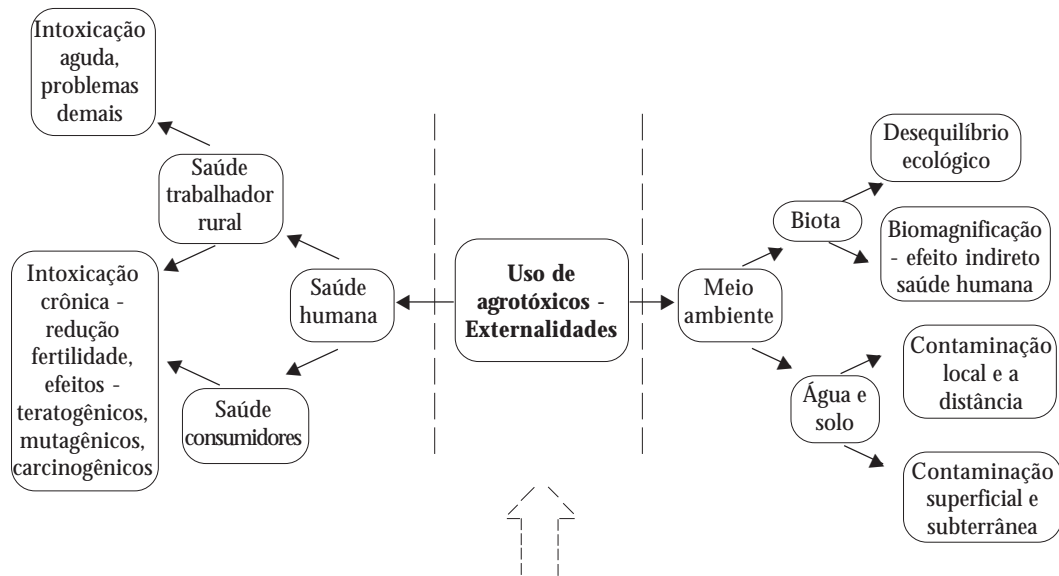 Intoxicação
aguda,
problemas
demais
Saúde
trabalhador
rural
Intoxicação
crônica -
redução
fertilidade,
efeitos -
teratogênicos,
mutagênicos,
carcinogênicos
Saúde
humana
Saúde
consumidores
Uso de
agrotóxicos -
Externalidades
Meio
ambiente
Biota
Desequilíbrio
ecológico
Biomagnificação
- efeito indireto
saúde humana
Água e
solo
Contaminação
local e a
distância
Contaminação
superficial e
subterrânea